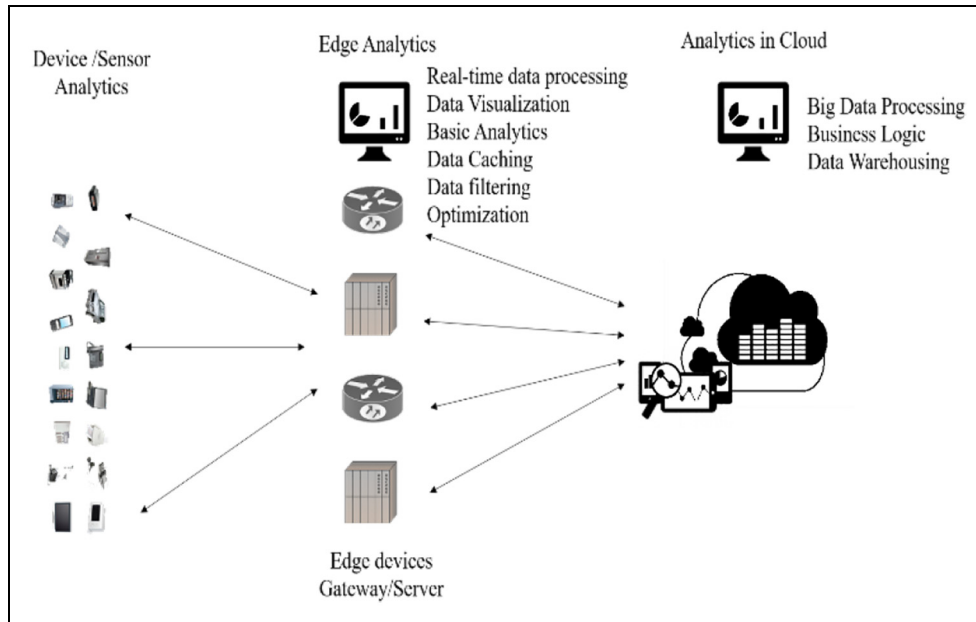 Device /Sensor
Analytics
Edge Analytics
Real-time data processing
Data Visualization
Basic Analytics
Data Caching
Data filtering
Optimization
Analytics in Cloud
Big Data Processing
Business Logic
Data Warehousing
Edge devices
Gateway/Server